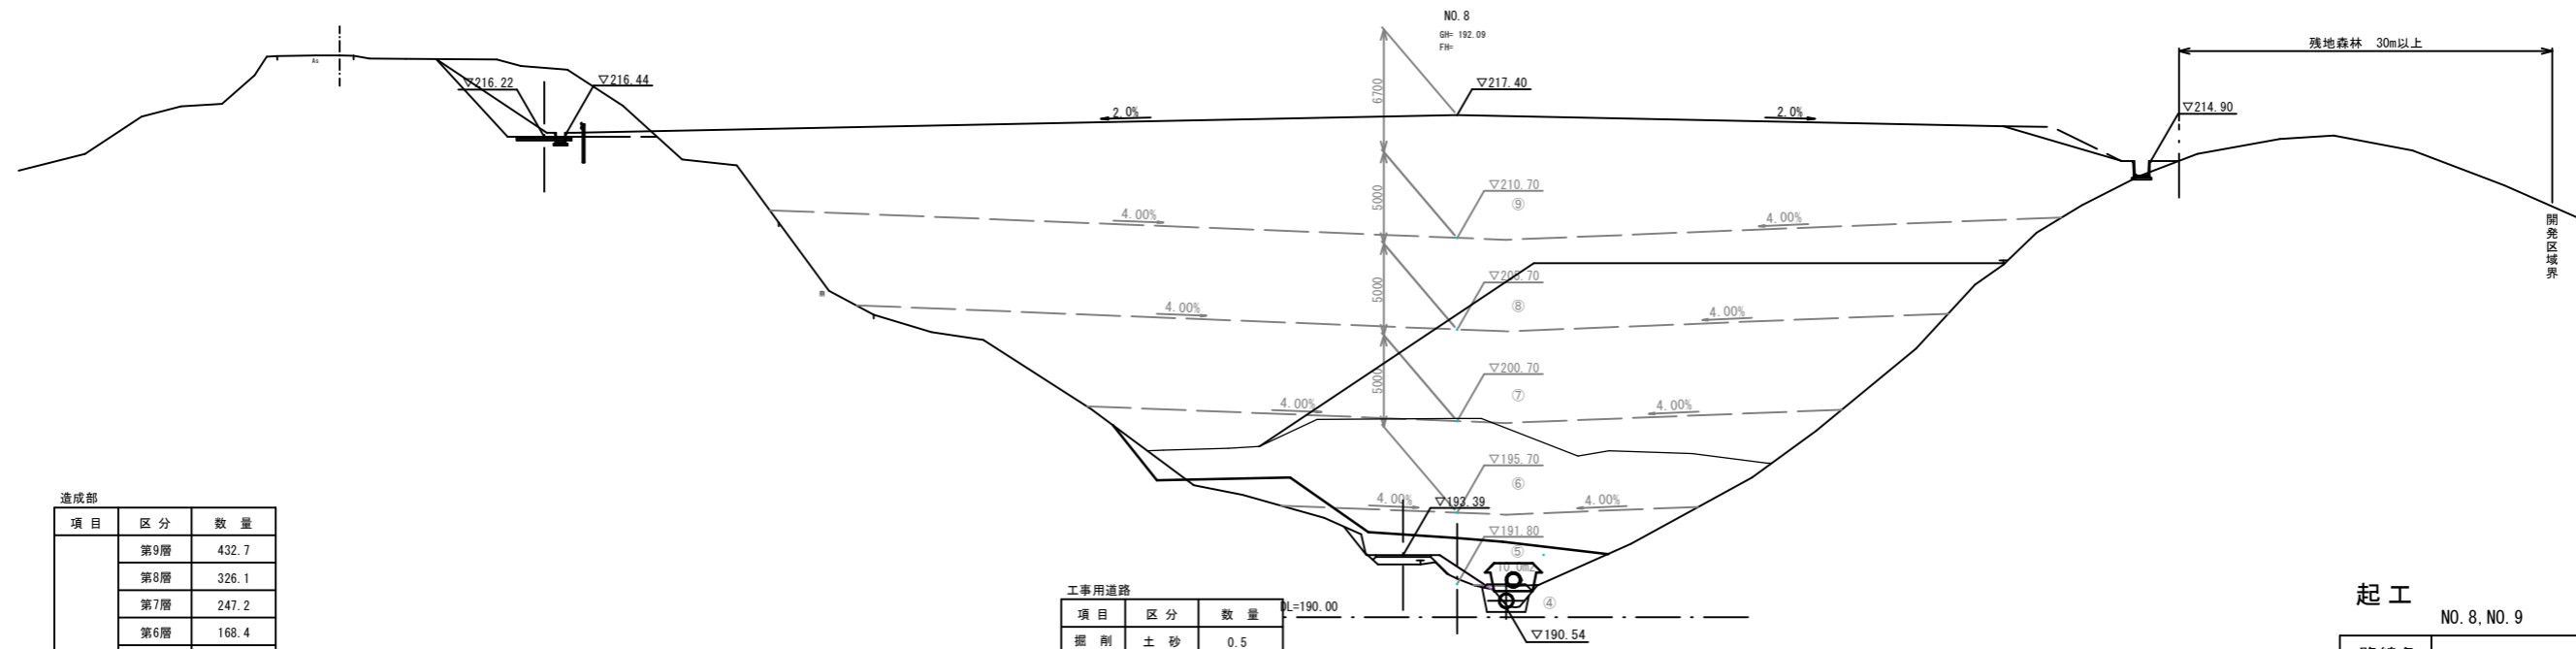 NO.8
GH= 192.09
FH=
残地森林 30m以上
As
▽216.22
▽216.44
6700
▽217.40
▽214.90
2.0%
2.0%
開発区域界
▽210.70
5000
⑨
4.00%
4.00%
▽205.70
5000
⑧
4.00%
4.00%
▽200.70
5000
⑦
4.00%
4.00%
▽195.70
⑥
4.00%
▽193.39
4.00%
▽191.80
⑤
10.0m2
④
DL=190.00
▽190.54
造成部
項 目 区 分 数 量
第9層 432.7
第8層 326.1
第7層 247.2
第6層 168.4
工事用道路
項 目 区 分 数 量
掘 削 土 砂 0.5
起工
NO.8,NO.9